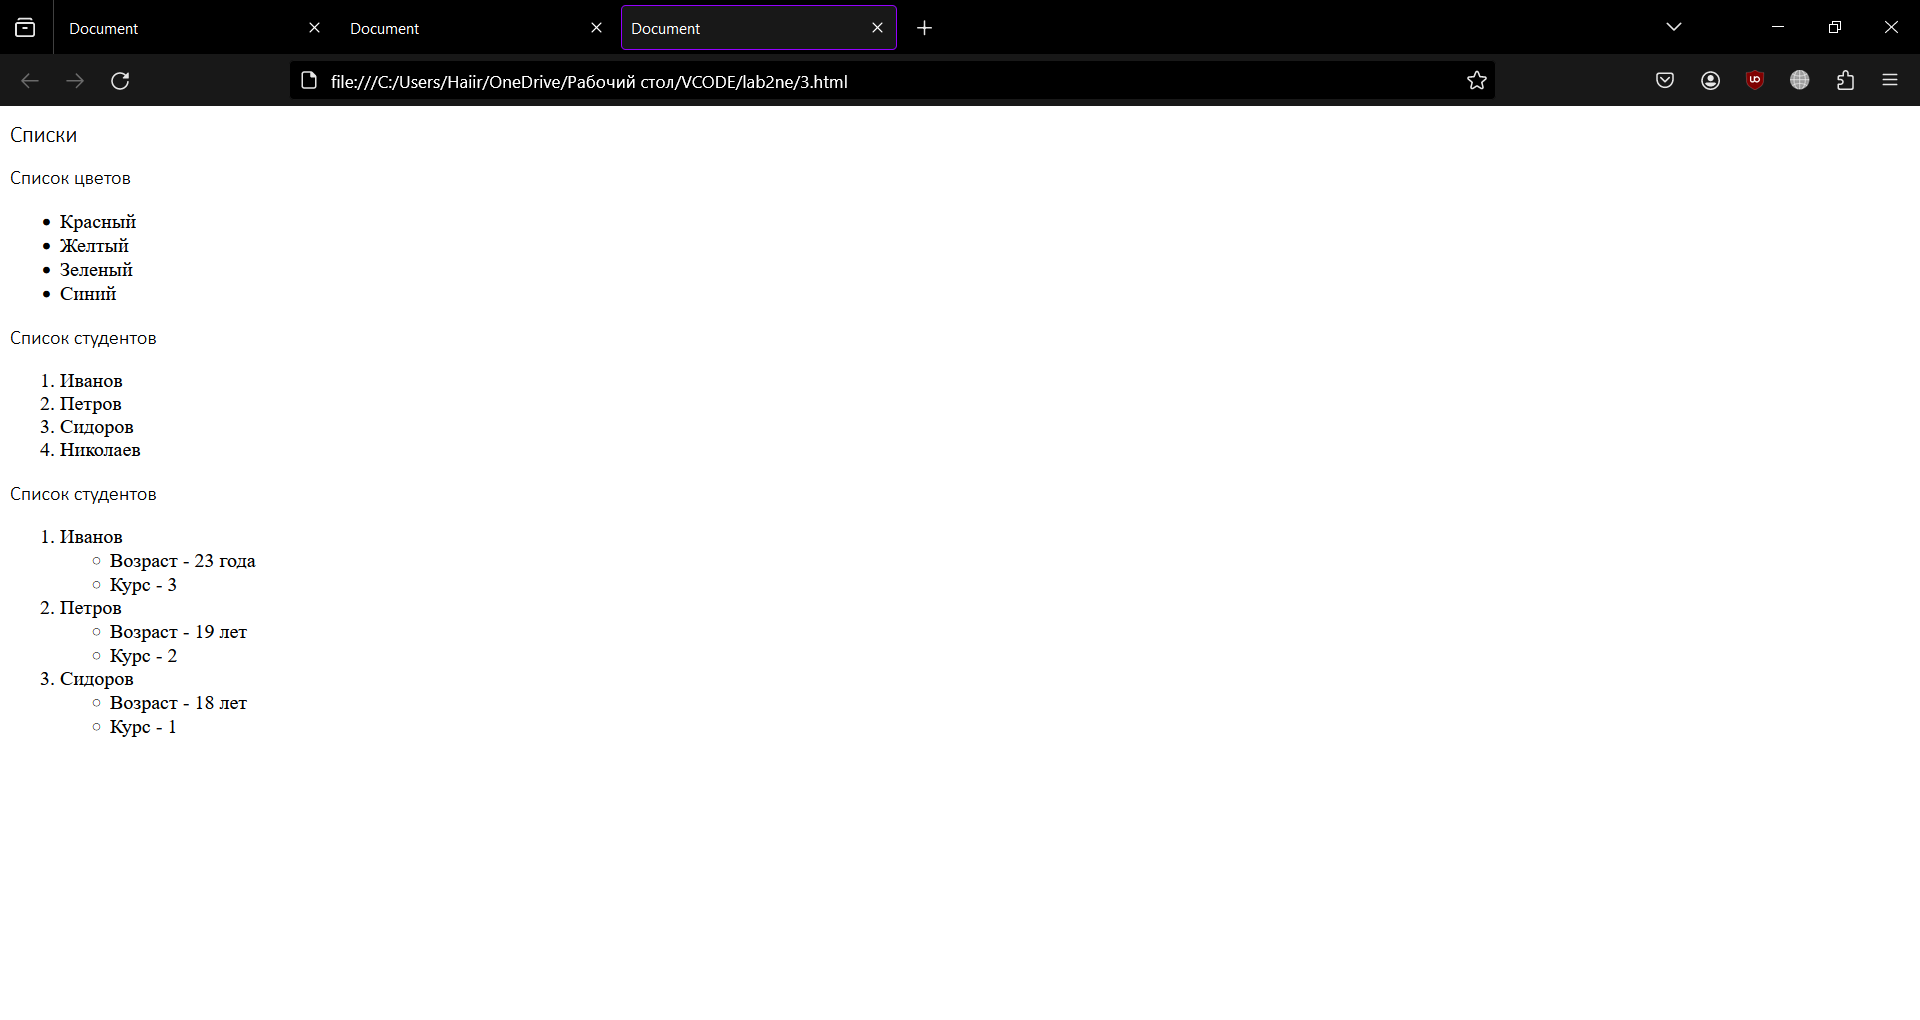 Document
Document
Document
file:///C:/Users/Haiir/OneDrive/Рабочий стол/VCODE/lab2ne/3.html
Списки
Список цветов
Красный
Желтый
Зеленый
Синий
Список студентов
1. Иванов
2. Петров
3. Сидоров
4. Николаев
Список студентов
1. Иванов
Возраст - 23 года
Курс - 3
2. Петров
Возраст - 19 лет
Курс - 2
3. Сидоров
Возраст - 18 лет
Курс - 1